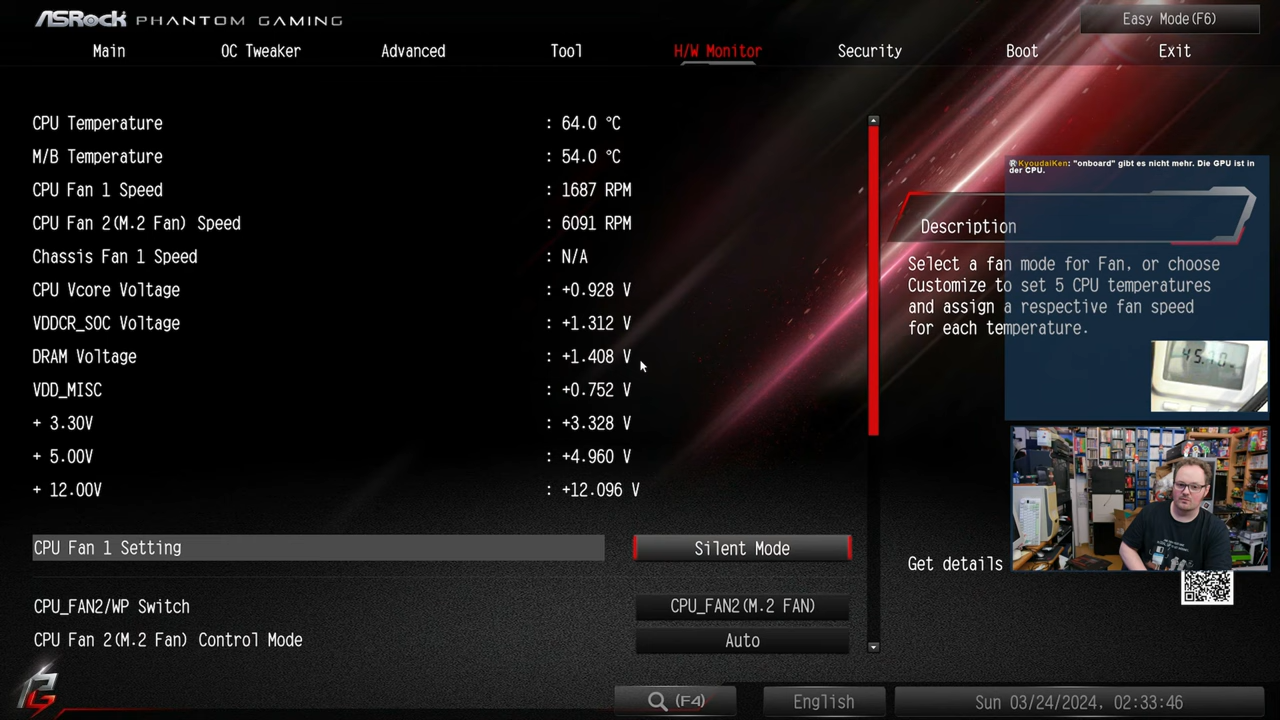 ASRock PHANTOM GAMING
Easy Mode(F6)
Main OC Tweaker Advanced Tool H/W Monitor Security Boot Exit
CPU Temperature : 64.0 °C
M/B Temperature : 54.0 °C
CPU Fan 1 Speed : 1687 RPM
CPU Fan 2(M.2 Fan) Speed : 6091 RPM
Chassis Fan 1 Speed : N/A
CPU Vcore Voltage : +0.928 V
VDDCR_SOC Voltage : +1.312 V
DRAM Voltage : +1.408 V
VDD_MISC : +0.752 V
+ 3.30V : +3.328 V
+ 5.00V : +4.960 V
+ 12.00V : +12.096 V
CPU Fan 1 Setting Silent Mode
CPU_FAN2/WP Switch CPU_FAN2(M.2 FAN)
CPU Fan 2(M.2 Fan) Control Mode Auto
KyoudaiKen: "onboard" gibt es nicht mehr. Die GPU ist in
der CPU.
Description
Select a fan mode for Fan, or choose
Customize to set 5 CPU temperatures
and assign a respective fan speed
for each temperature.
Get details
(F4)
English
Sun 03/24/2024, 02:33:46